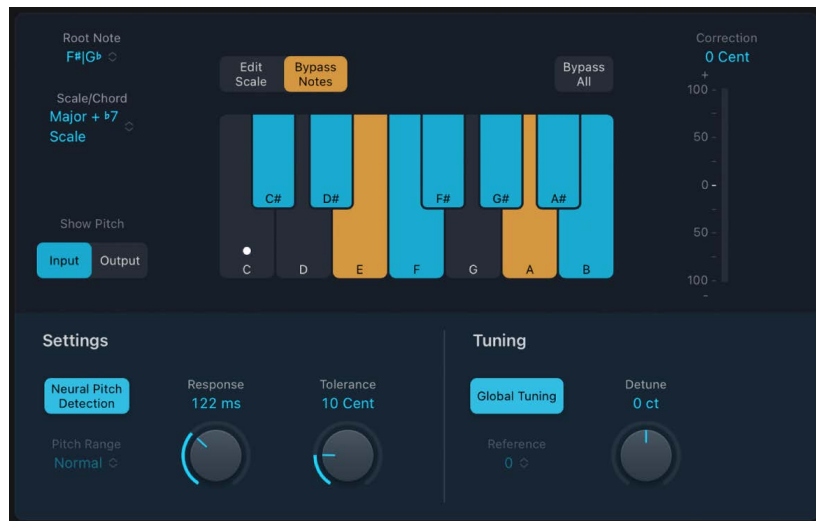 Root Note
F#|G♭
Scale/Chord
Major + ♭7
Scale
Show Pitch
Input
Output
Edit
Scale
Bypass
Notes
Bypass
All
C#
D#
F#
G#
A#
C
D
E
F
G
A
B
Correction
0 Cent
+
100
50
0
50
100
-
Settings
Neural Pitch
Detection
Pitch Range
Normal
Response
122 ms
Tolerance
10 Cent
Tuning
Global Tuning
Reference
0
Detune
0 ct